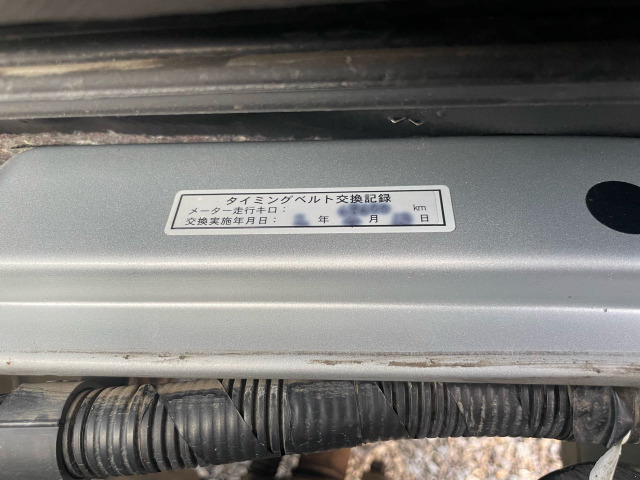 タイミングベルト交換記録
メーター走行キロ： km
交換実施年月日： 年 月 日